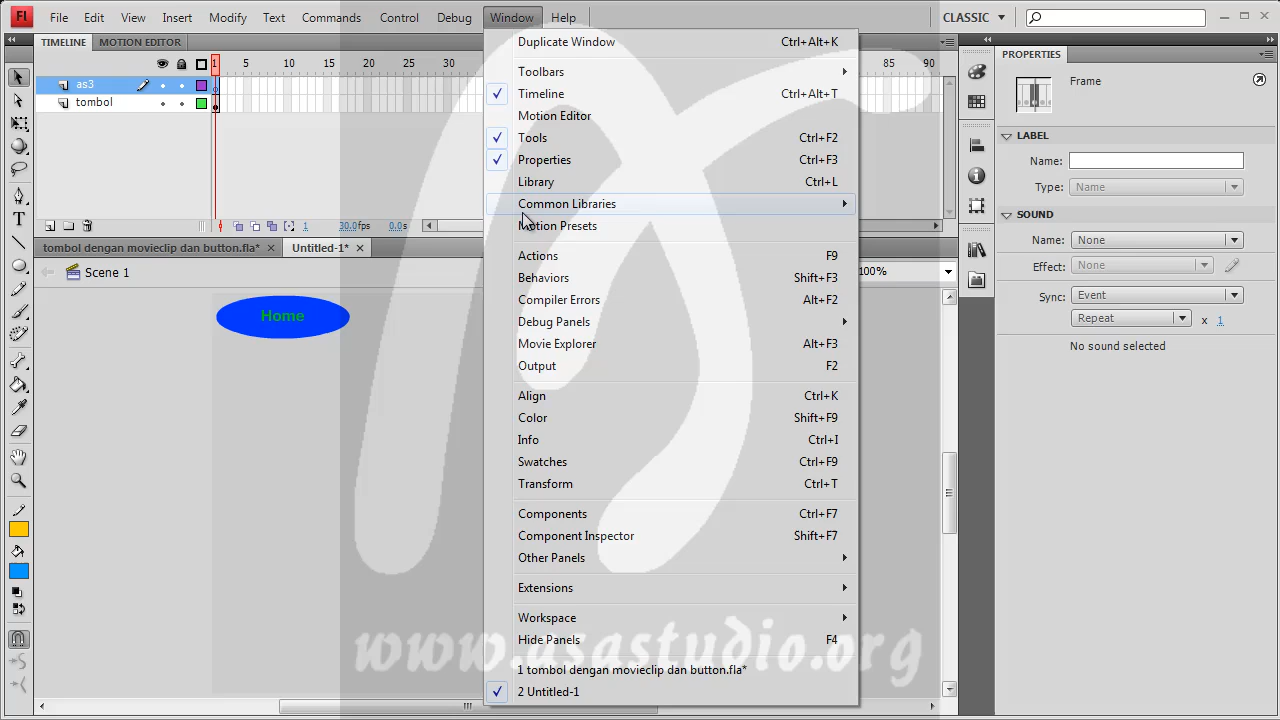 Fl File Edit View Insert Modify Text Commands Control Debug Window Help CLASSIC
TIMELINE MOTION EDITOR
1 5 10 15 20 25 30 85 90
as3
tombol
1 30.0fps 0.0s
tombol dengan movieclip dan button.fla* Untitled-1*
Scene 1
100%
Home
Duplicate Window Ctrl+Alt+K
Toolbars
Timeline Ctrl+Alt+T
Motion Editor
Tools Ctrl+F2
Properties Ctrl+F3
Library Ctrl+L
Common Libraries
Motion Presets
Actions F9
Behaviors Shift+F3
Compiler Errors Alt+F2
Debug Panels
Movie Explorer Alt+F3
Output F2
Align Ctrl+K
Color Shift+F9
Info Ctrl+I
Swatches Ctrl+F9
Transform Ctrl+T
Components Ctrl+F7
Component Inspector Shift+F7
Other Panels
Extensions
Workspace
Hide Panels F4
1 tombol dengan movieclip dan button.fla*
2 Untitled-1
www.asastudio.org
PROPERTIES
Frame
LABEL
Name:
Type: Name
SOUND
Name: None
Effect: None
Sync: Event
Repeat x 1
No sound selected